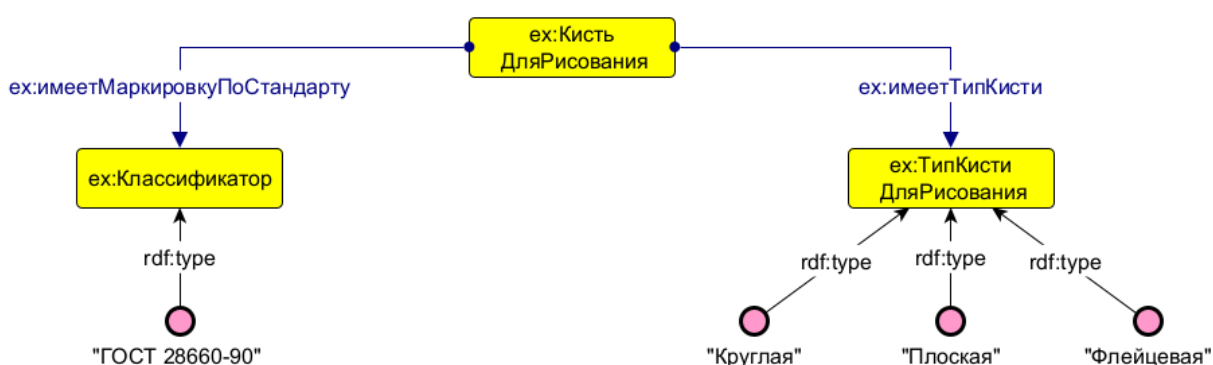 ex:Кисть
ДляРисования
ex:имеетМаркировкуПоСтандарту
ex:имеетТипКисти
ex:Классификатор
ex:ТипКисти
ДляРисования
rdf:type
rdf:type
rdf:type
rdf:type
"ГОСТ 28660-90"
"Круглая"
"Плоская"
"Флейцевая"